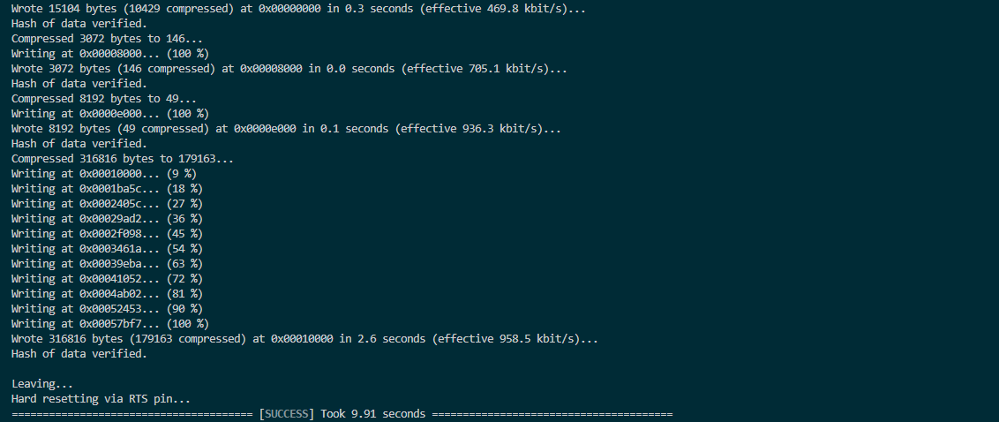 Wrote 15104 bytes (10429 compressed) at 0x00000000 in 0.3 seconds (effective 469.8 kbit/s)...
Hash of data verified.
Compressed 3072 bytes to 146...
Writing at 0x00008000... (100 %)
Wrote 3072 bytes (146 compressed) at 0x00008000 in 0.0 seconds (effective 705.1 kbit/s)...
Hash of data verified.
Compressed 8192 bytes to 49...
Writing at 0x0000e000... (100 %)
Wrote 8192 bytes (49 compressed) at 0x0000e000 in 0.1 seconds (effective 936.3 kbit/s)...
Hash of data verified.
Compressed 316816 bytes to 179163...
Writing at 0x00010000... (9 %)
Writing at 0x0001ba5c... (18 %)
Writing at 0x0002405c... (27 %)
Writing at 0x00029ad2... (36 %)
Writing at 0x0002f098... (45 %)
Writing at 0x0003461a... (54 %)
Writing at 0x00039eba... (63 %)
Writing at 0x00041052... (72 %)
Writing at 0x0004ab02... (81 %)
Writing at 0x00052453... (90 %)
Writing at 0x00057bf7... (100 %)
Wrote 316816 bytes (179163 compressed) at 0x00010000 in 2.6 seconds (effective 958.5 kbit/s)...
Hash of data verified.

Leaving...
Hard resetting via RTS pin...
======================================= [SUCCESS] Took 9.91 seconds =======================================